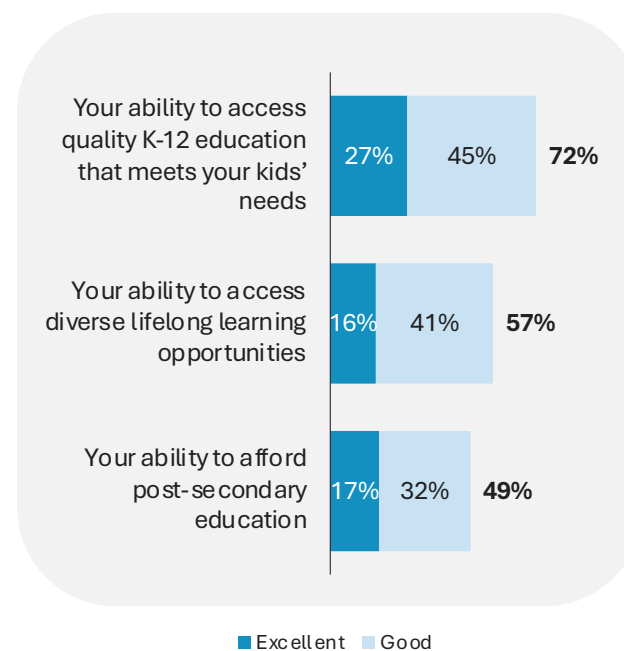 Your ability to access
quality K-12 education
that meets your kids'
needs
27% 45% 72%
Your ability to access
diverse lifelong learning
opportunities
16% 41% 57%
Your ability to afford
post-secondary
education
17% 32% 49%
Excellent Good